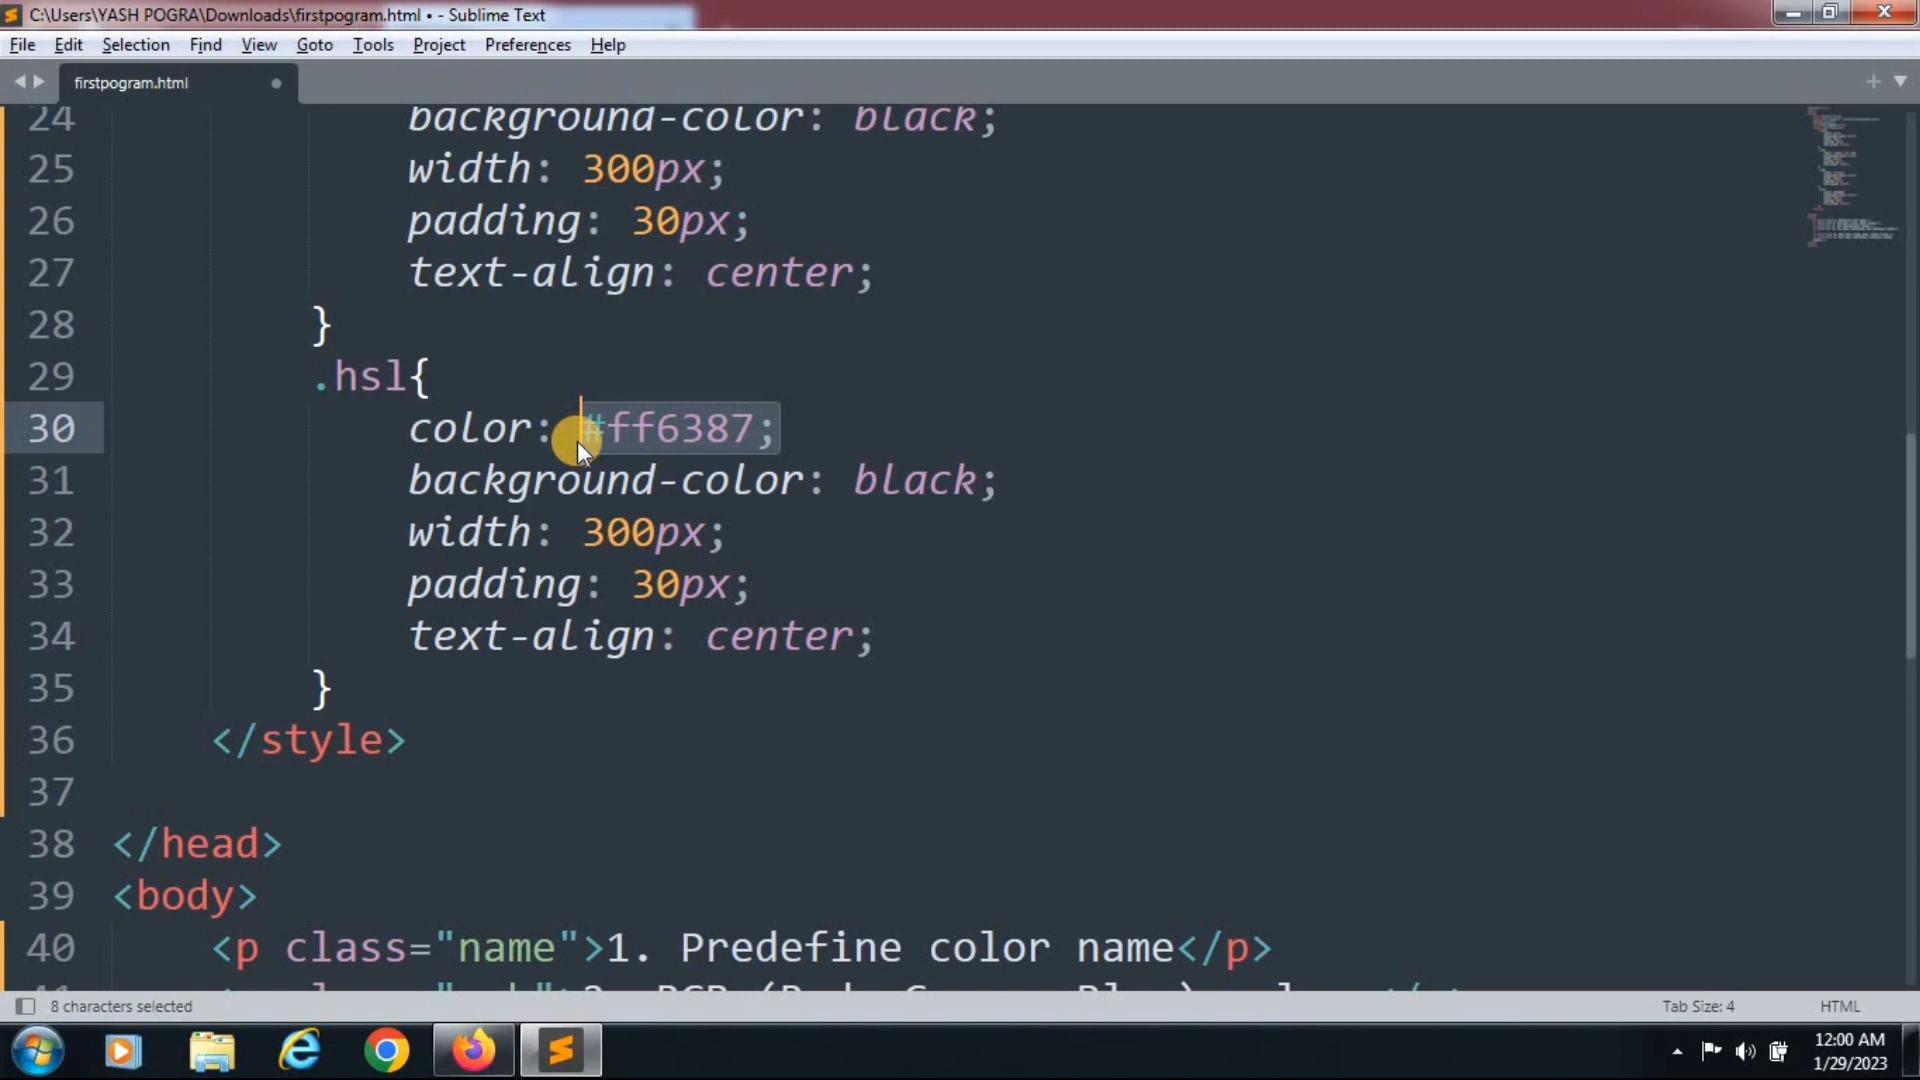 C:\Users\YASH POGRA\Downloads\firstpogram.html • - Sublime Text
File Edit Selection Find View Goto Tools Project Preferences Help
firstpogram.html
24 background-color: black;
25 width: 300px;
26 padding: 30px;
27 text-align: center;
28 }
29 .hsl{
30 color: #ff6387;
31 background-color: black;
32 width: 300px;
33 padding: 30px;
34 text-align: center;
35 }
36 </style>
37
38 </head>
39 <body>
40 <p class="name">1. Predefine color name</p>
8 characters selected Tab Size: 4 HTML
12:00 AM
1/29/2023